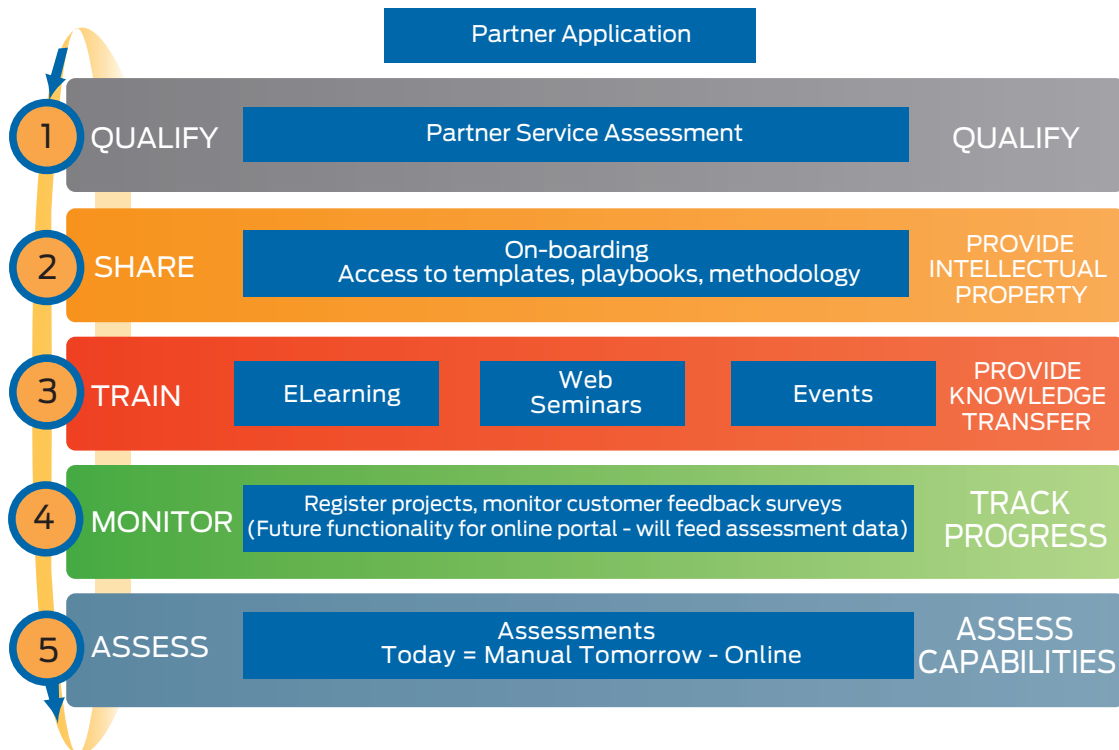 Partner Application
1
QUALIFY
Partner Service Assessment
QUALIFY
2
SHARE
On-boarding
Access to templates, playbooks, methodology
PROVIDE
INTELLECTUAL
PROPERTY
3
TRAIN
ELearning
Web
Seminars
Events
PROVIDE
KNOWLEDGE
TRANSFER
4
MONITOR
Register projects, monitor customer feedback surveys
(Future functionality for online portal - will feed assessment data)
TRACK
PROGRESS
5
ASSESS
Assessments
Today = Manual Tomorrow - Online
ASSESS
CAPABILITIES